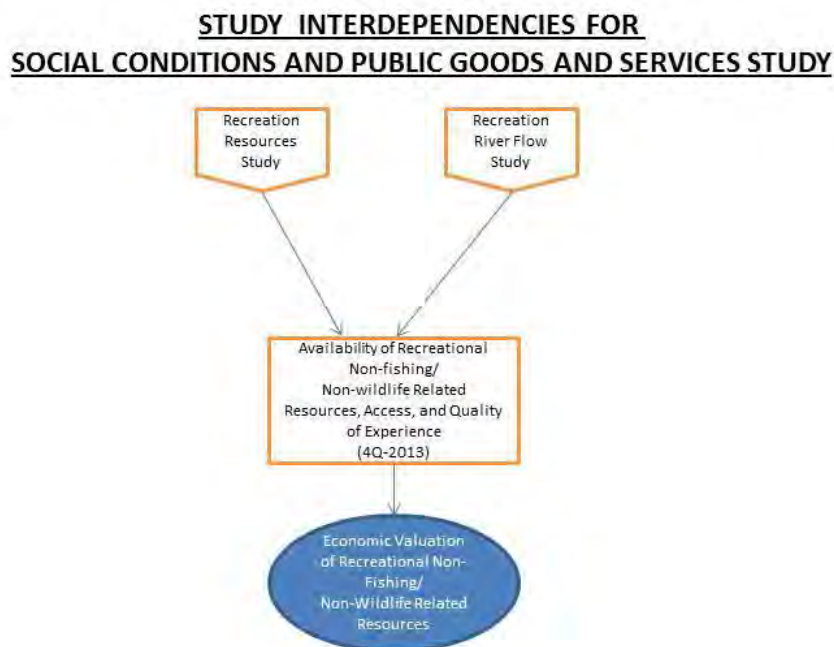 STUDY INTERDEPENDENCIES FOR
SOCIAL CONDITIONS AND PUBLIC GOODS AND SERVICES STUDY
Recreation
Resources
Study
Recreation
River Flow
Study
Availability of Recreational
Non-fishing/
Non-wildlife Related
Resources, Access, and Quality
of Experience
(4Q-2013)
Economic Valuation
of Recreational Non-
Fishing/
Non-Wildlife Related
Resources